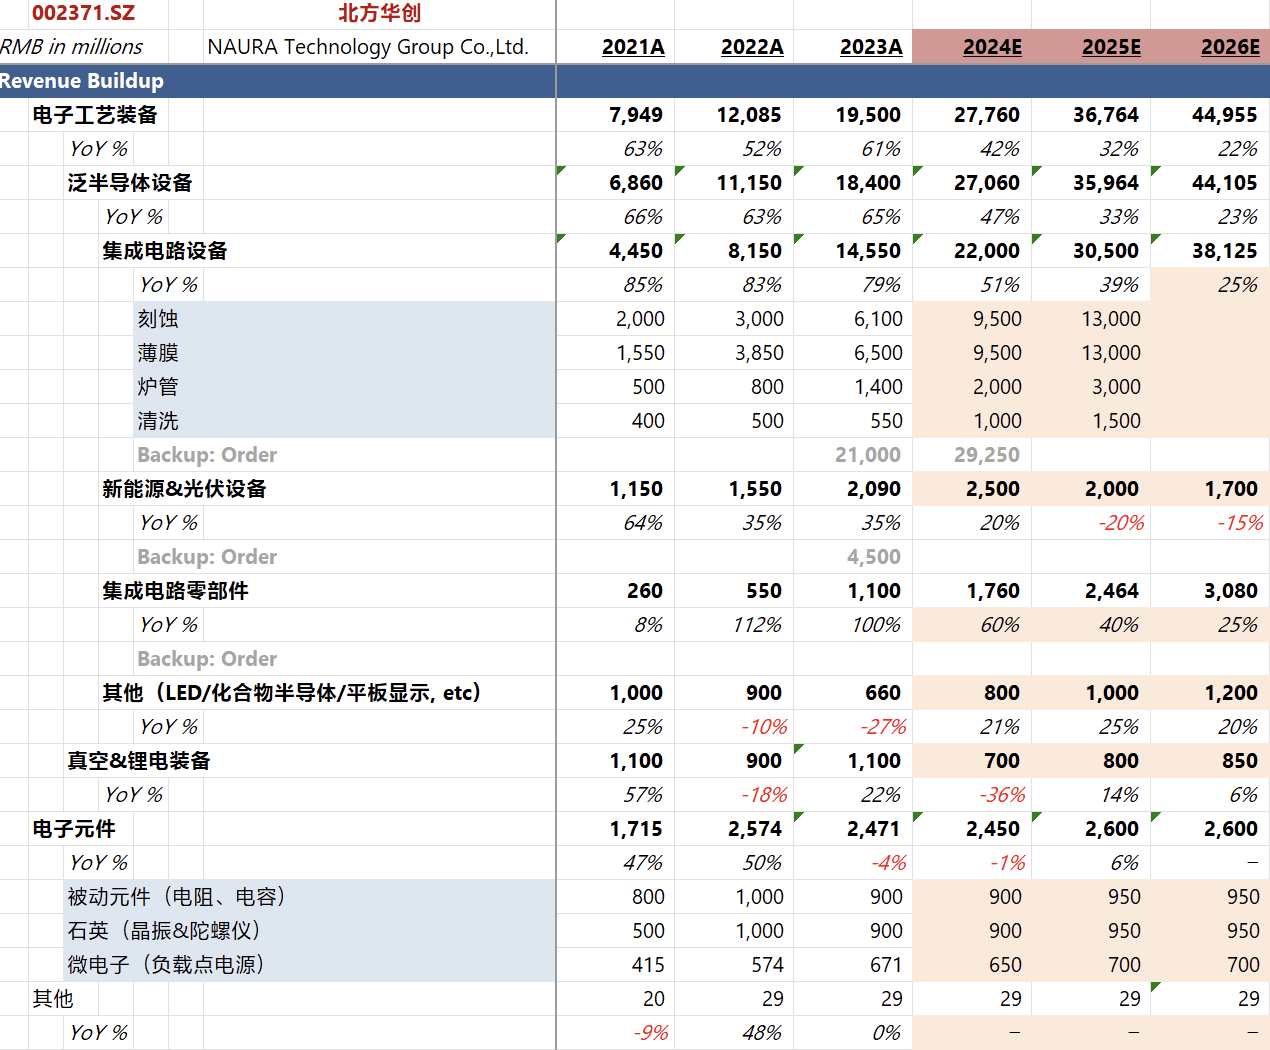 002371.SZ 北方华创
RMB in millions NAURA Technology Group Co.,Ltd. 2021A 2022A 2023A 2024E 2025E 2026E
Revenue Buildup
电子工艺装备 7,949 12,085 19,500 27,760 36,764 44,955
YoY % 63% 52% 61% 42% 32% 22%
泛半导体设备 6,860 11,150 18,400 27,060 35,964 44,105
YoY % 66% 63% 65% 47% 33% 23%
集成电路设备 4,450 8,150 14,550 22,000 30,500 38,125
YoY % 85% 83% 79% 51% 39% 25%
刻蚀 2,000 3,000 6,100 9,500 13,000
薄膜 1,550 3,850 6,500 9,500 13,000
炉管 500 800 1,400 2,000 3,000
清洗 400 500 550 1,000 1,500
Backup: Order 21,000 29,250
新能源&光伏设备 1,150 1,550 2,090 2,500 2,000 1,700
YoY % 64% 35% 35% 20% -20% -15%
Backup: Order 4,500
集成电路零部件 260 550 1,100 1,760 2,464 3,080
YoY % 8% 112% 100% 60% 40% 25%
Backup: Order
其他（LED/化合物半导体/平板显示, etc） 1,000 900 660 800 1,000 1,200
YoY % 25% -10% -27% 21% 25% 20%
真空&锂电装备 1,100 900 1,100 700 800 850
YoY % 57% -18% 22% -36% 14% 6%
电子元件 1,715 2,574 2,471 2,450 2,600 2,600
YoY % 47% 50% -4% -1% 6% –
被动元件（电阻、电容） 800 1,000 900 900 950 950
石英（晶振&陀螺仪） 500 1,000 900 900 950 950
微电子（负载点电源） 415 574 671 650 700 700
其他 20 29 29 29 29 29
YoY % -9% 48% 0% – – –